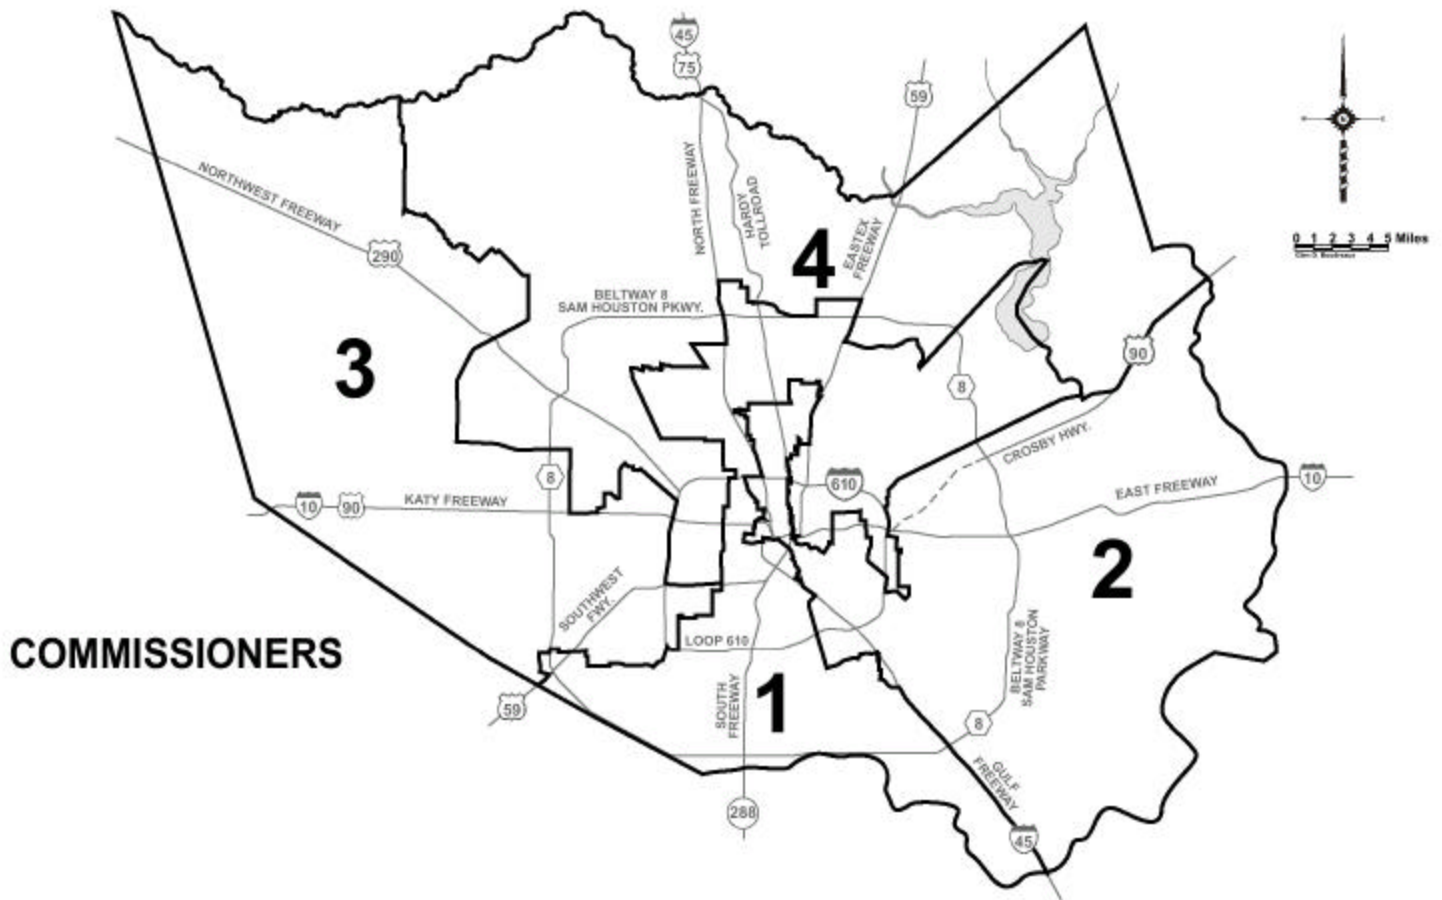 45
75
59
NORTHWEST FREEWAY
NORTH FREEWAY
HARDY
TOLLROAD
EASTEX
FREEWAY
4
290
0 1 2 3 4 5 Miles
BELTWAY 8
SAM HOUSTON PKWY.
3
90
8
CROSBY HWY.
8
610
10
90
KATY FREEWAY
EAST FREEWAY
10
2
SOUTHWEST
FWY.
COMMISSIONERS
LOOP 610
BELTWAY 8
SAM HOUSTON
PARKWAY
1
59
SOUTH
FREEWAY
8
GULF
FREEWAY
288
45